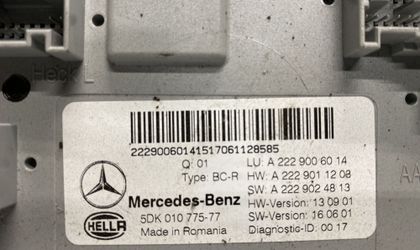 Heck
22290060141517061128585
Q: 01
LU: A 222 900 60 14
Type: BC-R
HW: A 222 901 12 08
SW: A 222 902 48 13
Mercedes-Benz
HW-Version: 13 09 01
5DK 010 775-77
SW-Version: 16 06 01
HELLA
Made in Romania
Diagnostic-ID: 00 17